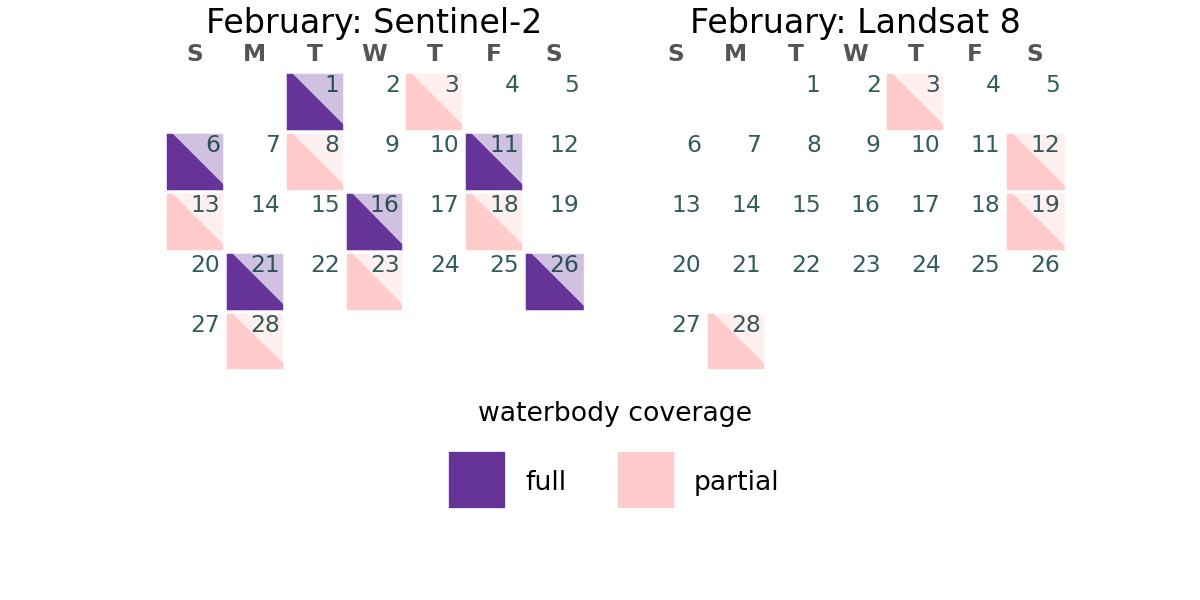 February: Sentinel-2
S M T W T F S
1 2 3 4 5
6 7 8 9 10 11 12
13 14 15 16 17 18 19
20 21 22 23 24 25 26
27 28
February: Landsat 8
S M T W T F S
1 2 3 4 5
6 7 8 9 10 11 12
13 14 15 16 17 18 19
20 21 22 23 24 25 26
27 28
waterbody coverage
full partial